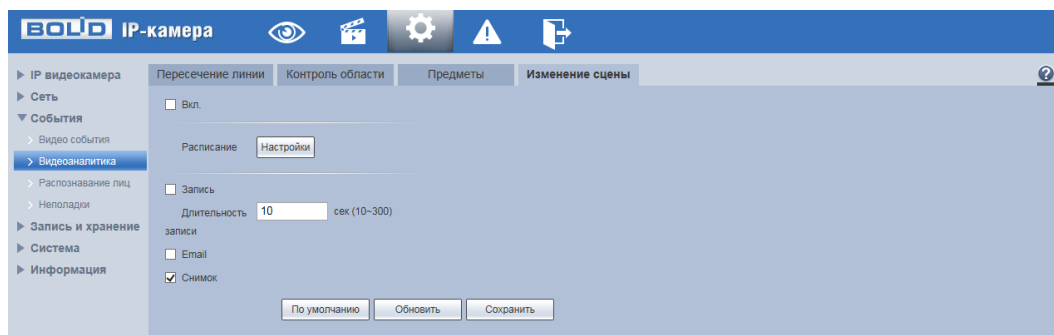 BOLID IP-камера
IP видеокамера
Сеть
События
Видео события
Видеоаналитика
Распознавание лиц
Неполадки
Запись и хранение
Система
Информация
Пересечение линии Контроль области Предметы Изменение сцены
?
Вкл.
Расписание Настройки
Запись
Длительность 10 сек (10~300)
записи
Email
Снимок
По умолчанию Обновить Сохранить